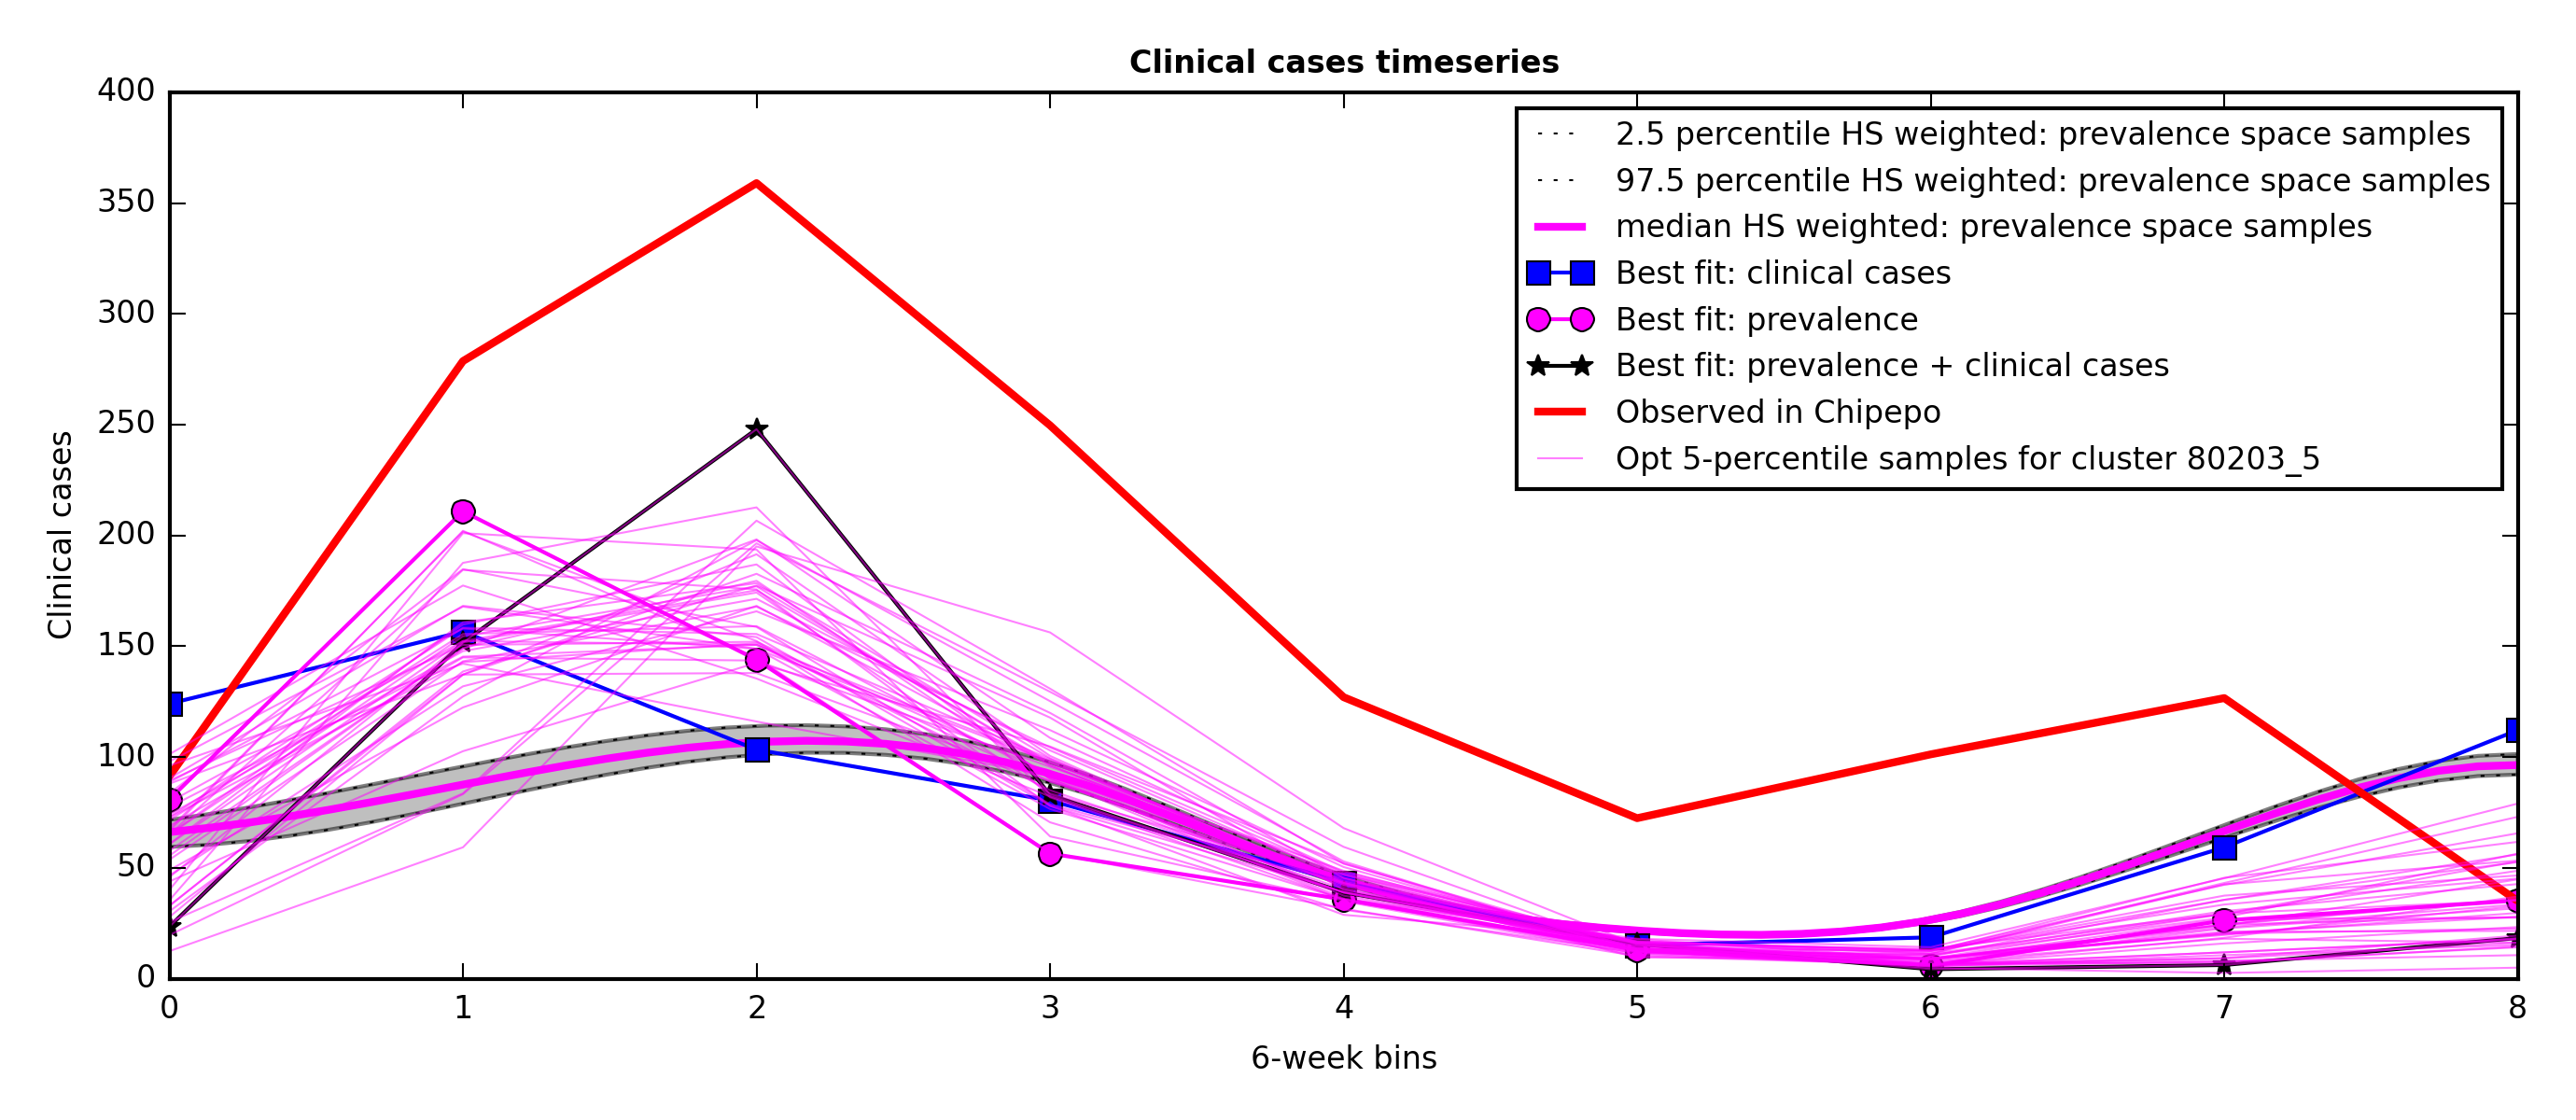 Clinical cases timeseries
400
350
300
250
200
150
100
50
0
Clinical cases
2.5 percentile HS weighted: prevalence space samples
97.5 percentile HS weighted: prevalence space samples
median HS weighted: prevalence space samples
Best fit: clinical cases
Best fit: prevalence
Best fit: prevalence + clinical cases
Observed in Chipepo
Opt 5-percentile samples for cluster 80203_5
0 1 2 3 4 5 6 7 8
6-week bins